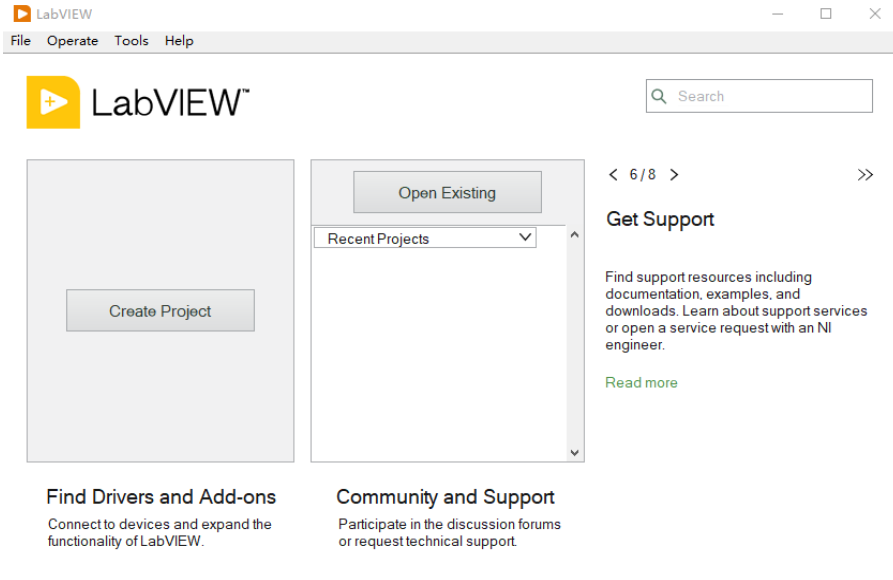 LabVIEW
File Operate Tools Help
LabVIEW™
Search
Create Project
Open Existing
Recent Projects
6/8
Get Support
Find support resources including
documentation, examples, and
downloads. Learn about support services
or open a service request with an NI
engineer.
Read more
Find Drivers and Add-ons
Connect to devices and expand the
functionality of LabVIEW.
Community and Support
Participate in the discussion forums
or request technical support.